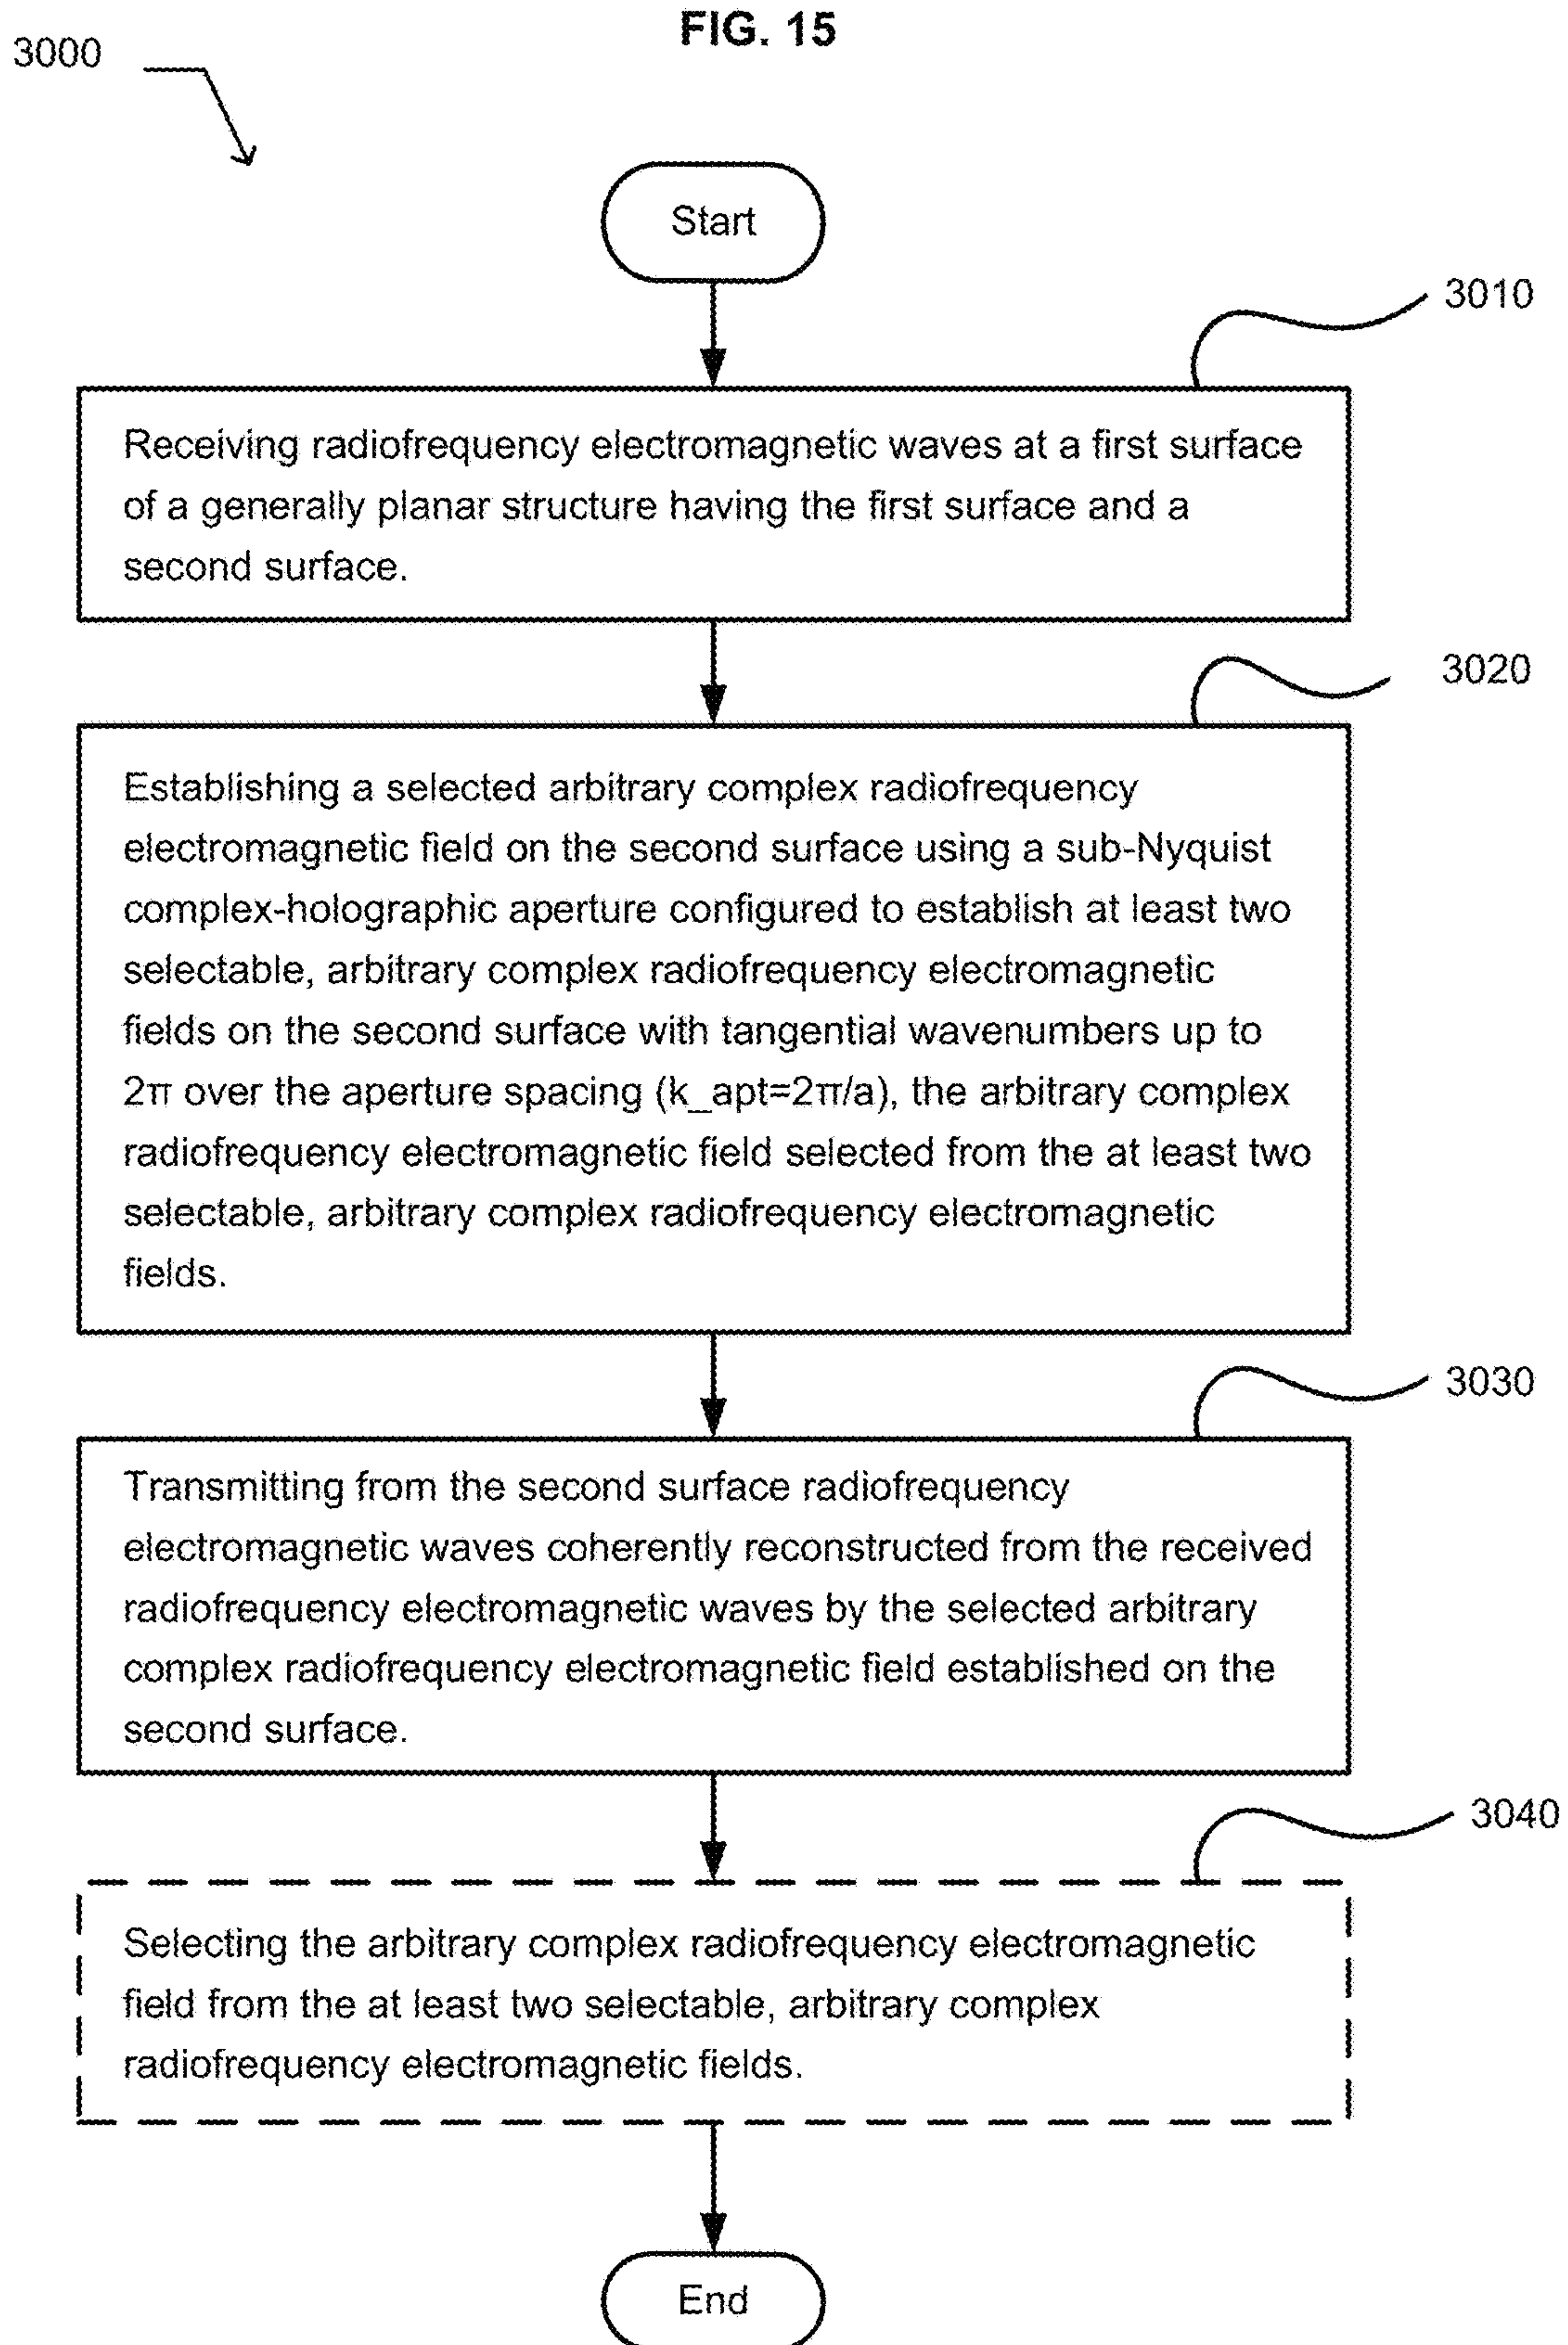 FIG. 15
3000
Start
3010
Receiving radiofrequency electromagnetic waves at a first surface
of a generally planar structure having the first surface and a
second surface.
3020
Establishing a selected arbitrary complex radiofrequency
electromagnetic field on the second surface using a sub-Nyquist
complex-holographic aperture configured to establish at least two
selectable, arbitrary complex radiofrequency electromagnetic
fields on the second surface with tangential wavenumbers up to
2π over the aperture spacing (k_apt=2π/a), the arbitrary complex
radiofrequency electromagnetic field selected from the at least two
selectable, arbitrary complex radiofrequency electromagnetic
fields.
3030
Transmitting from the second surface radiofrequency
electromagnetic waves coherently reconstructed from the received
radiofrequency electromagnetic waves by the selected arbitrary
complex radiofrequency electromagnetic field established on the
second surface.
3040
Selecting the arbitrary complex radiofrequency electromagnetic
field from the at least two selectable, arbitrary complex
radiofrequency electromagnetic fields.
End